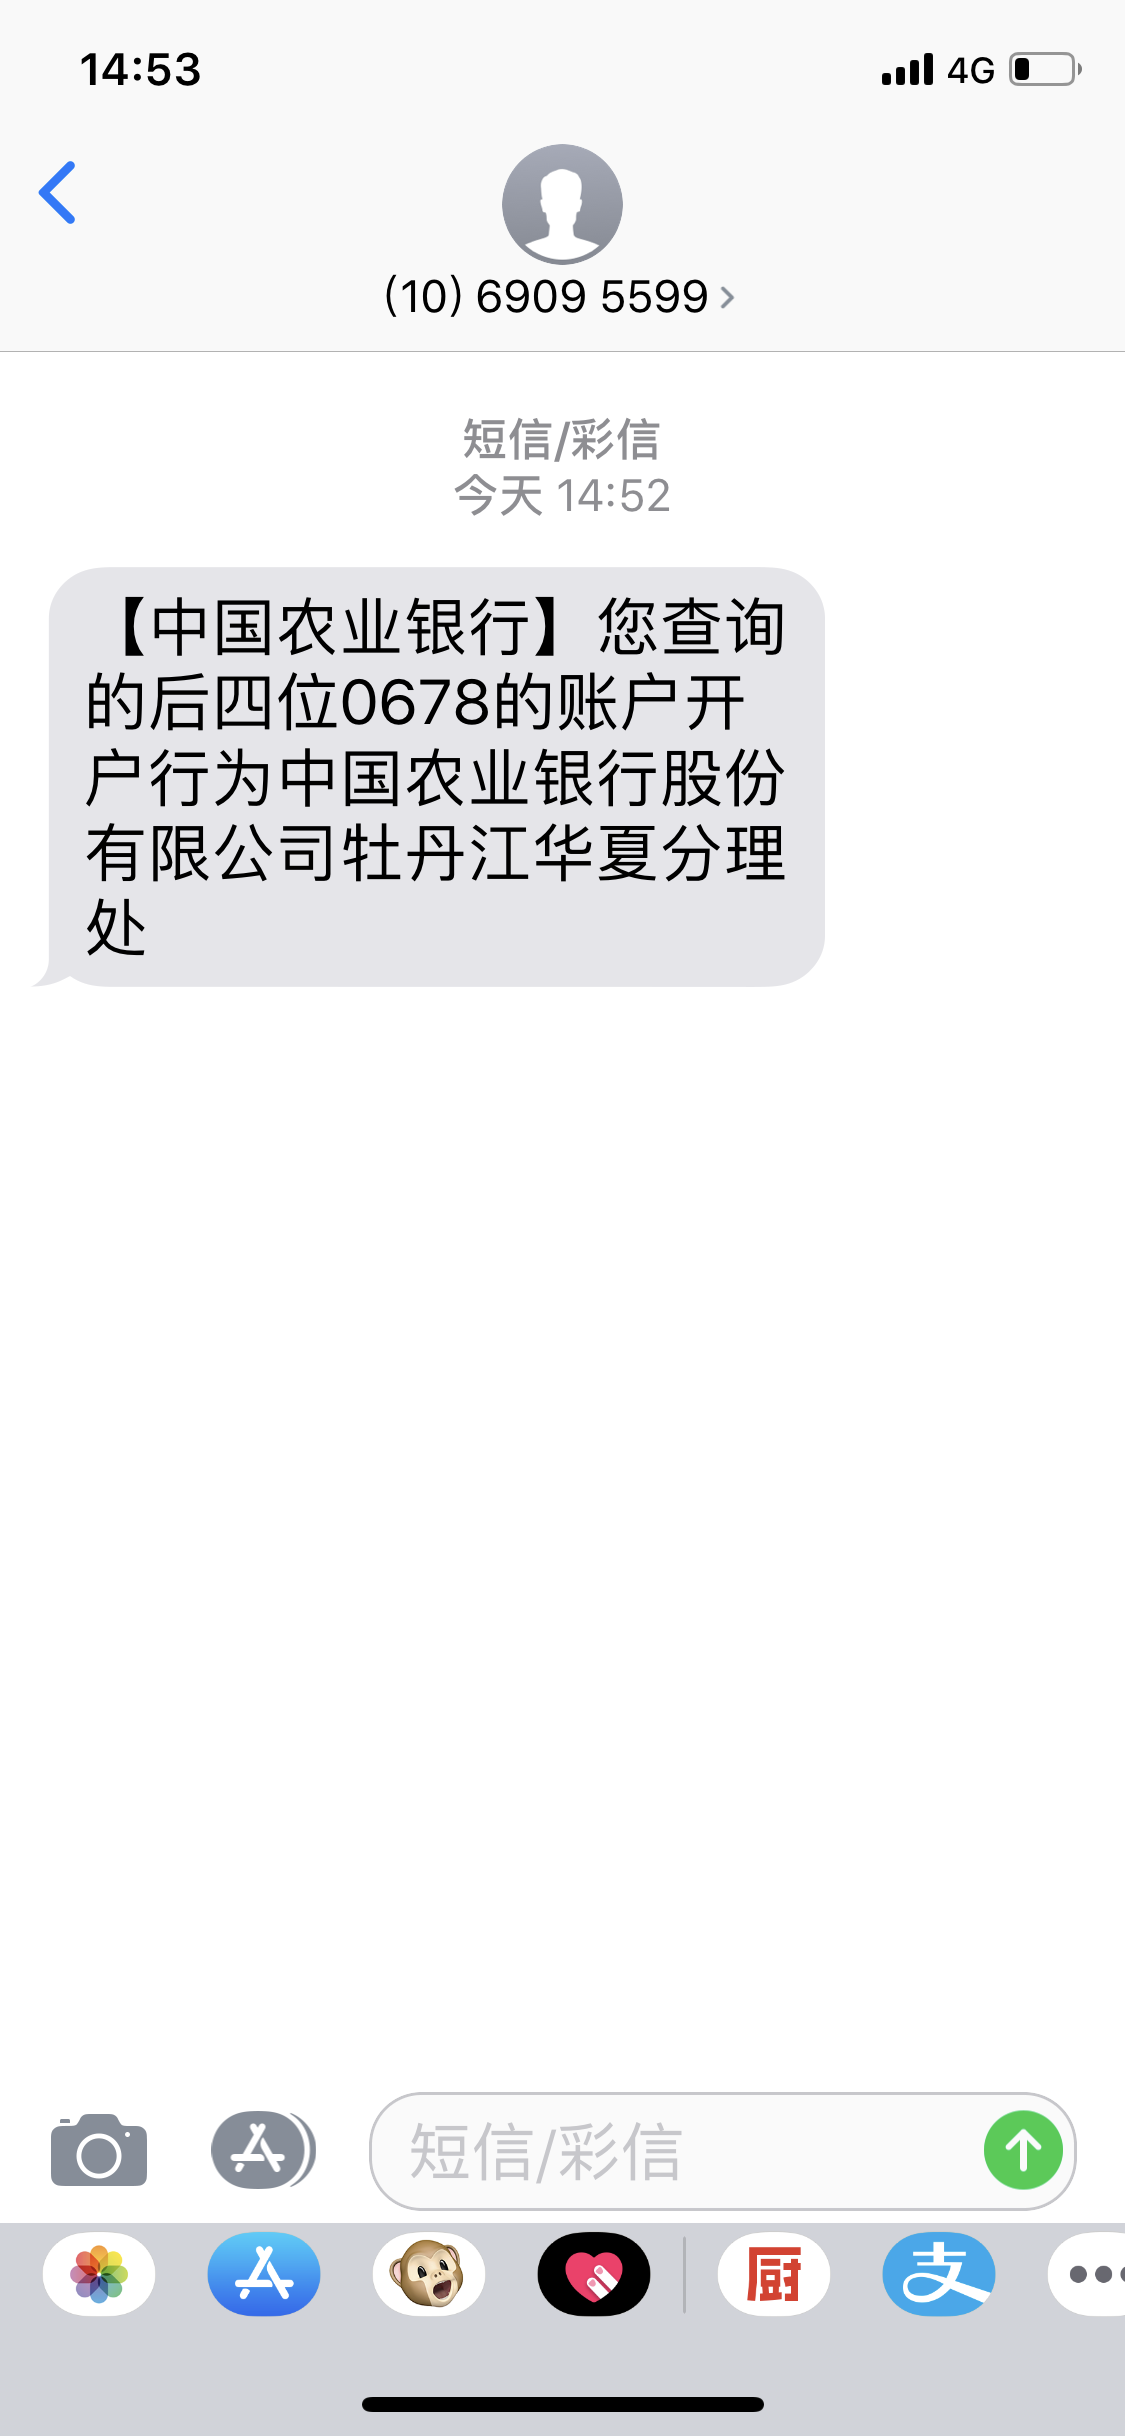 14:53
4G
(10) 6909 5599
短信/彩信
今天 14:52
【中国农业银行】您查询
的后四位0678的账户开
户行为中国农业银行股份
有限公司牡丹江华夏分理
处
短信/彩信
厨 支